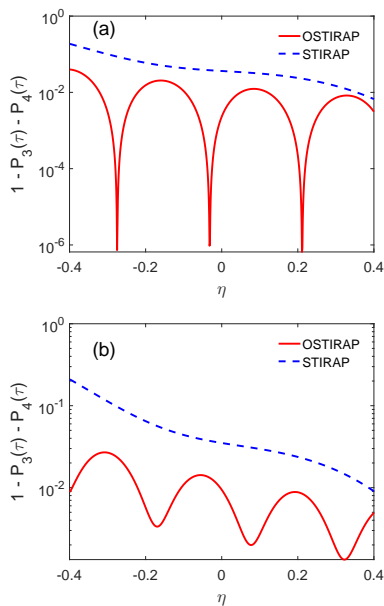 (a)
OSTIRAP
STIRAP
10^0
10^-2
10^-4
10^-6
1 - P_3(τ) - P_4(τ)
-0.4 -0.2 0 0.2 0.4
η
(b)
OSTIRAP
STIRAP
10^0
10^-1
10^-2
1 - P_3(τ) - P_4(τ)
-0.4 -0.2 0 0.2 0.4
η